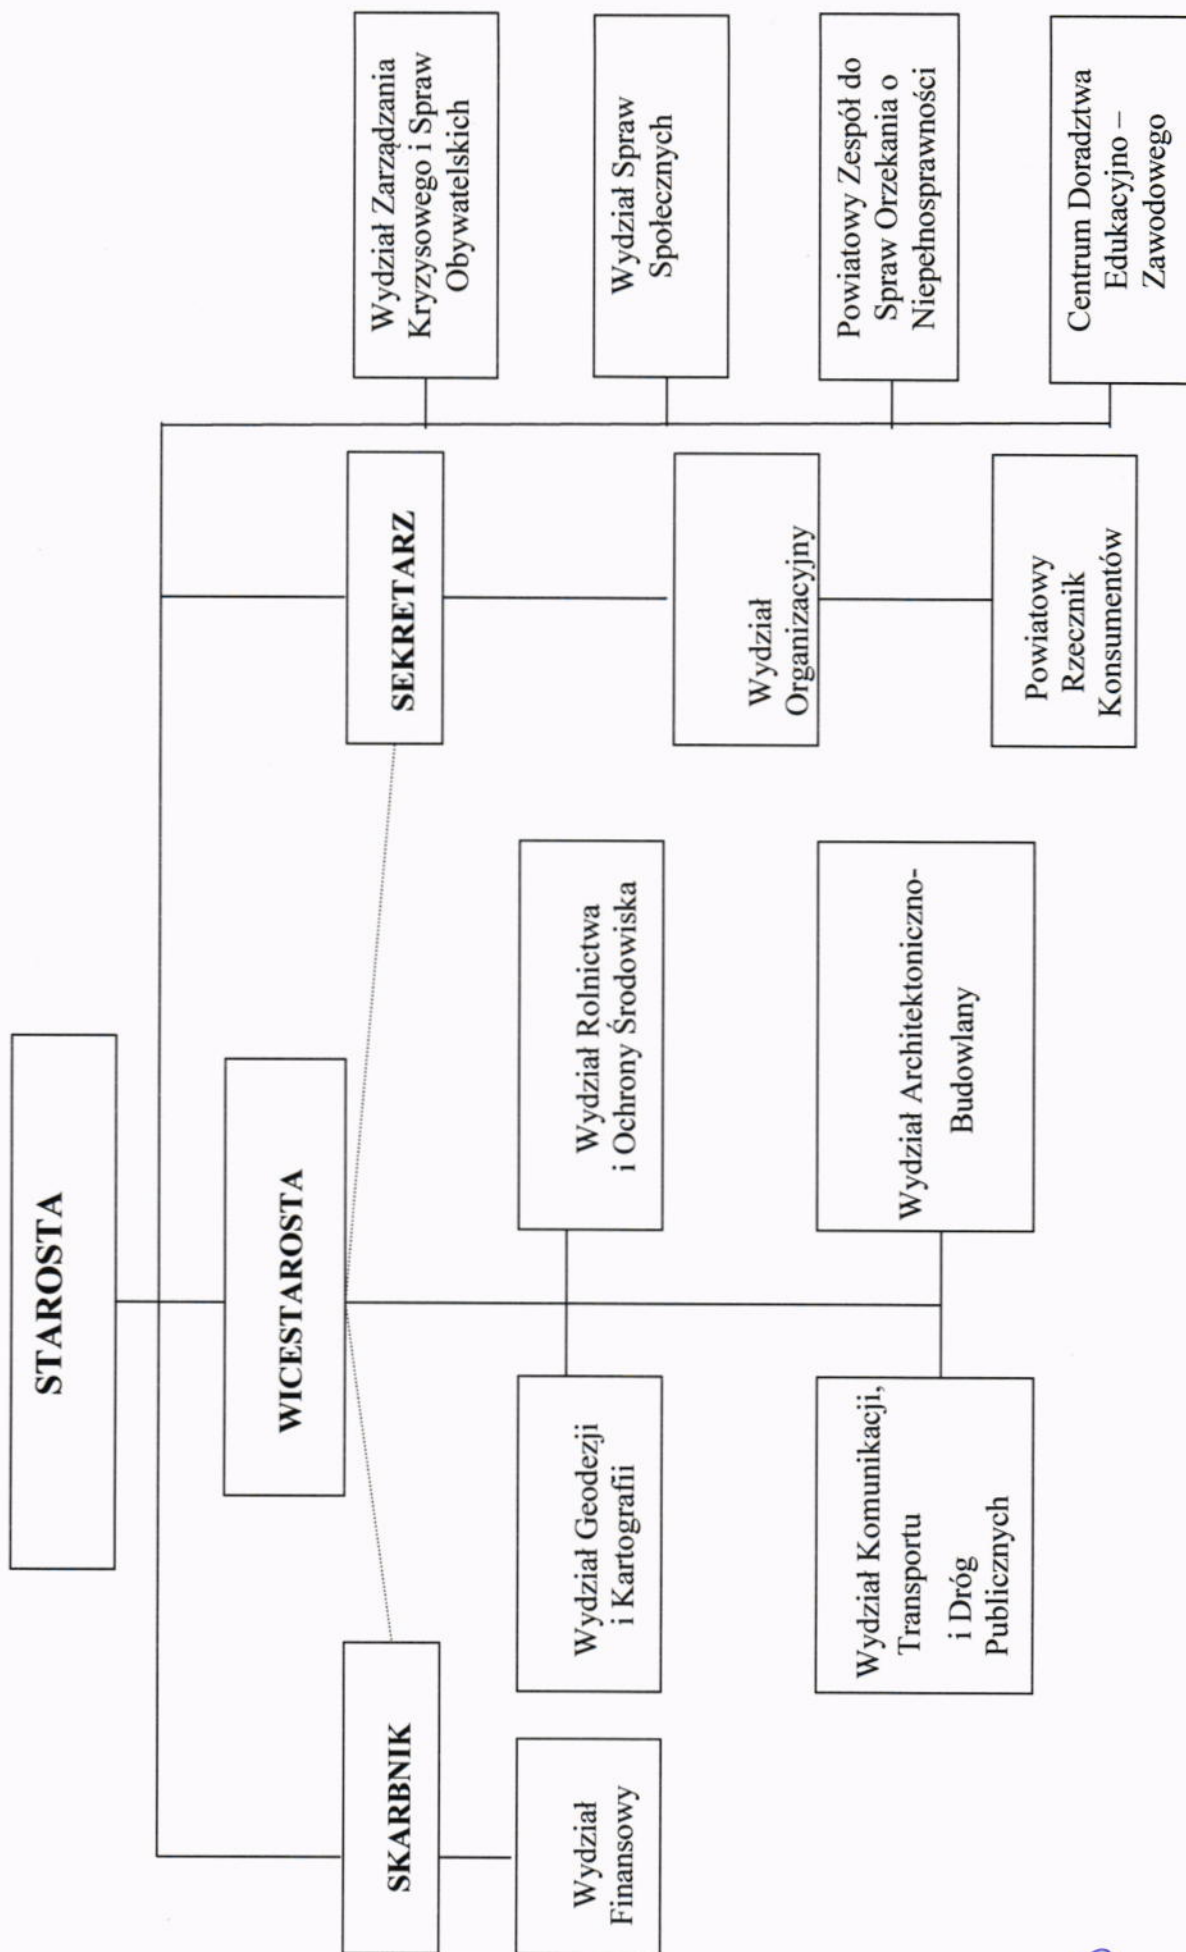 STAROSTA
WICESTAROSTA
SKARBNIK
SEKRETARZ
Wydział
Finansowy
Wydział Geodezji
i Kartografii
Wydział Rolnictwa
i Ochrony Środowiska
Wydział Komunikacji,
Transportu
i Dróg
Publicznych
Wydział Architektoniczno-
Budowlany
Wydział
Organizacyjny
Powiatowy
Rzecznik
Konsumentów
Wydział Zarządzania
Kryzysowego i Spraw
Obywatelskich
Wydział Spraw
Społecznych
Powiatowy Zespół do
Spraw Orzekania o
Niepełnosprawności
Centrum Doradztwa
Edukacyjno –
Zawodowego